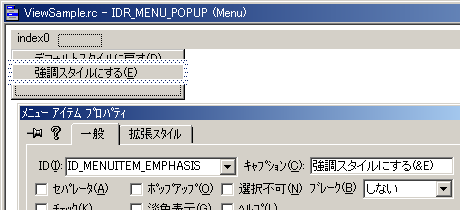 ViewSample.rc - IDR_MENU_POPUP (Menu)
index0
デフォルトスタイルに戻す(D)
強調スタイルにする(E)
メニュー アイテム プロパティ
一般 拡張スタイル
ID(I): ID_MENUITEM_EMPHASIS キャプション(C): 強調スタイルにする(&E)
セパレータ(A) ポップアップ(O) 選択不可(N) ブレーク(B) しない
チェック(K) 淡色表示(G) ヘルプ(L)